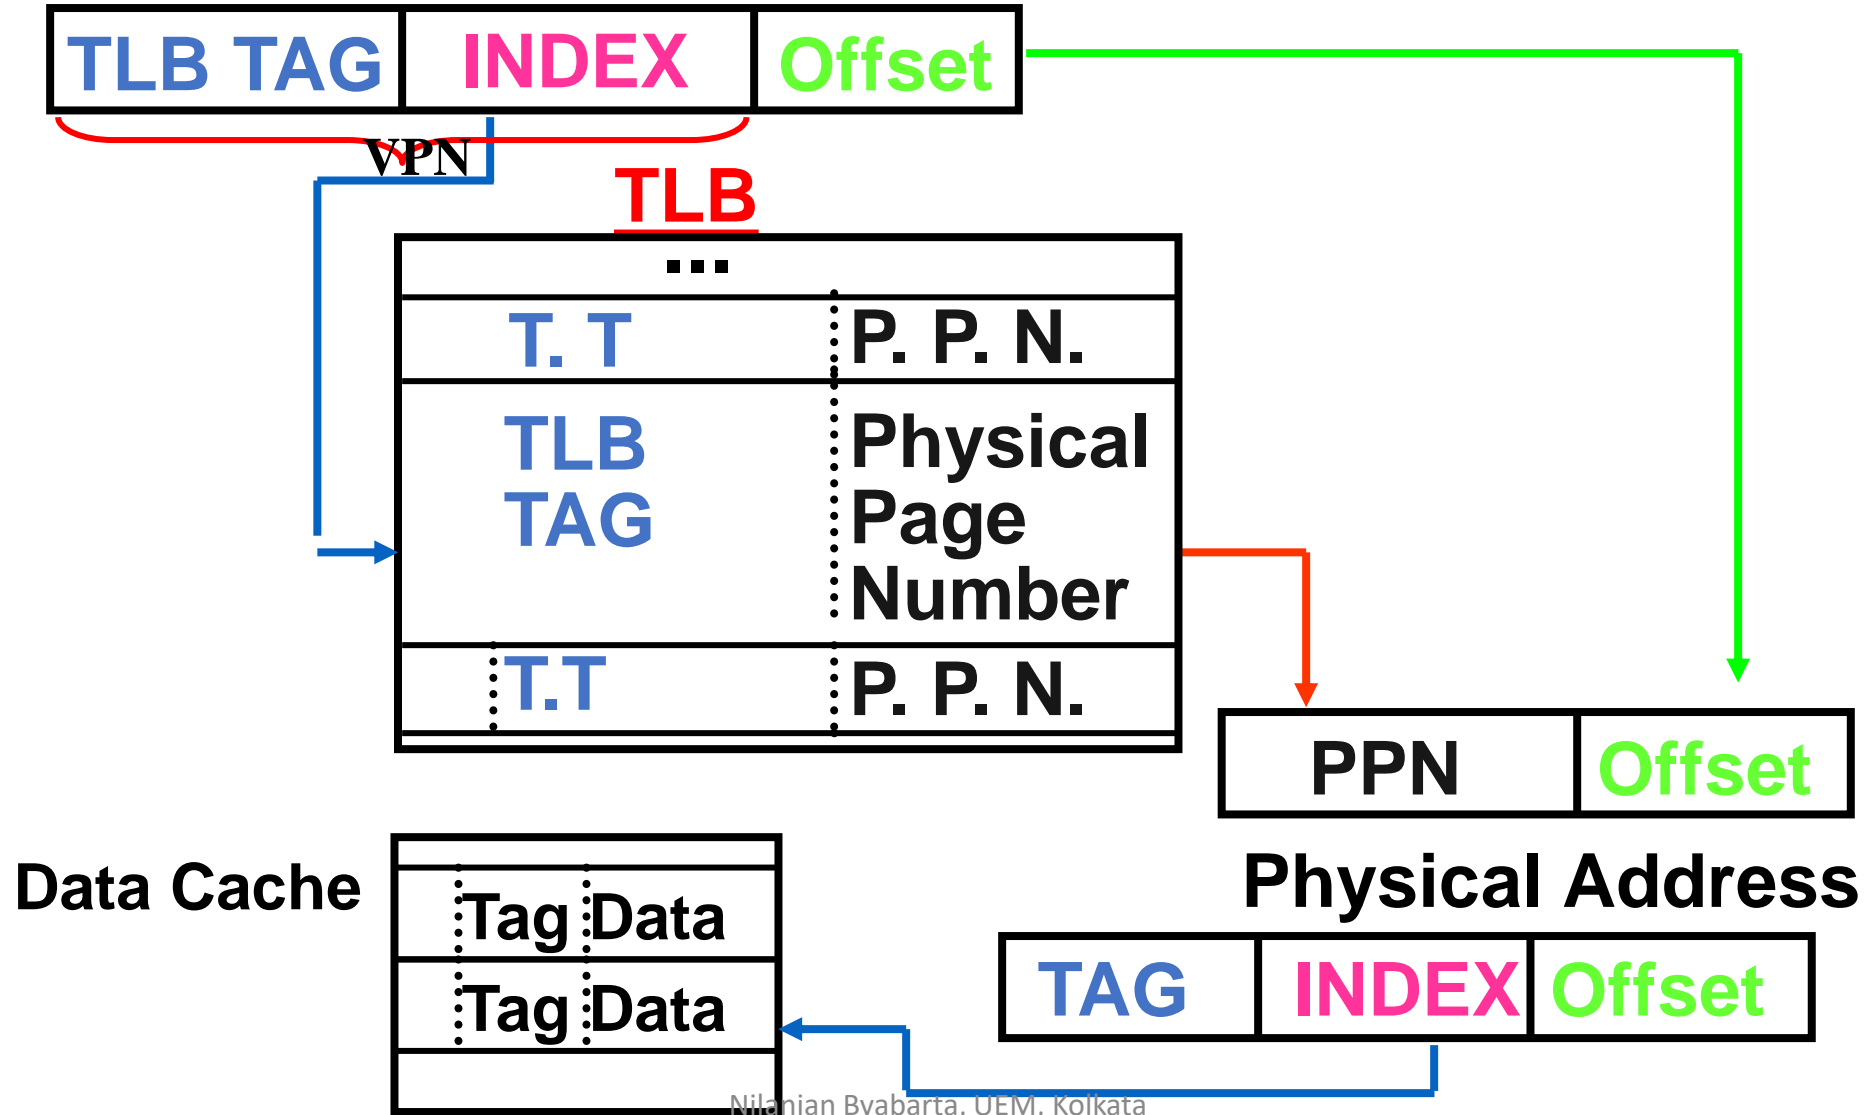 TLB TAG INDEX Offset
VPN
TLB
...
T. T P. P. N.
TLB Physical
TAG Page
Number
T.T P. P. N.
PPN Offset
Data Cache
Physical Address
Tag Data
Tag Data
TAG INDEX Offset
Nilanjan Byabarta, UEM, Kolkata